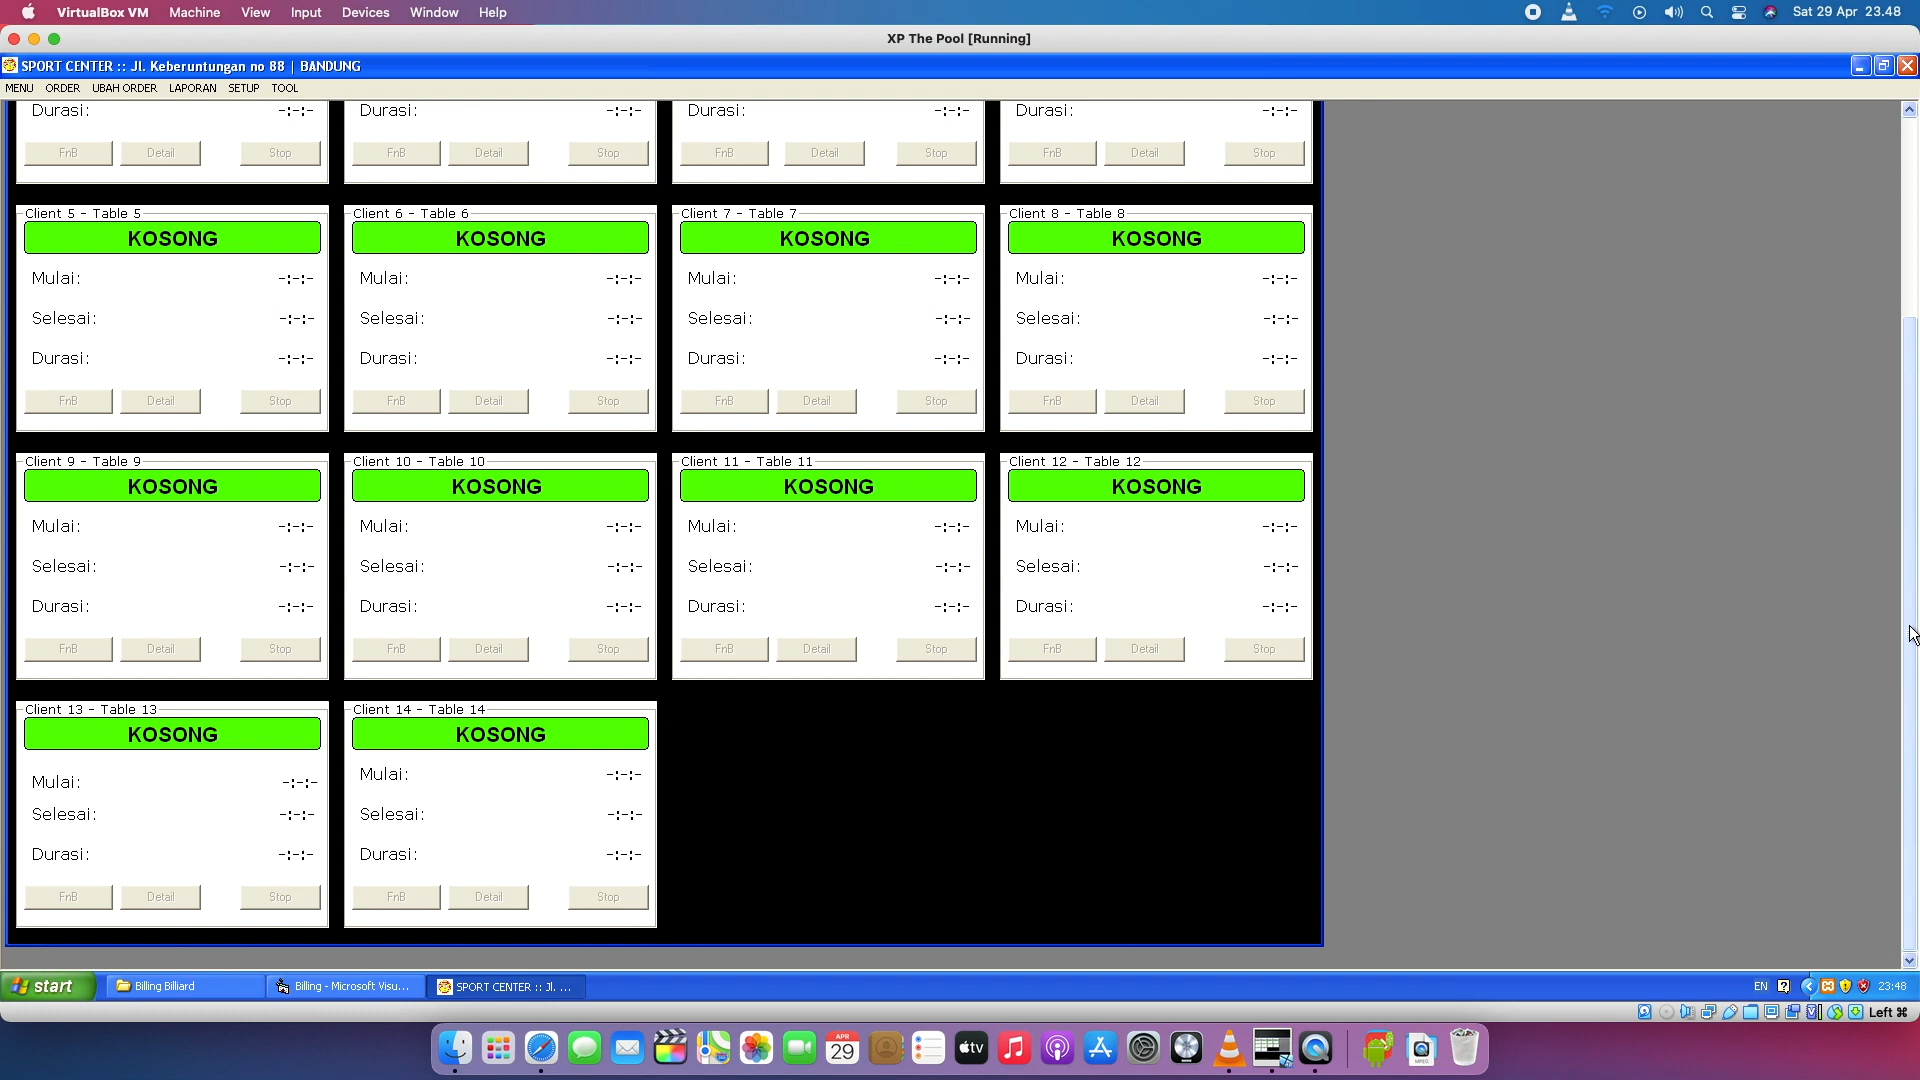 VirtualBox VM Machine View Input Devices Window Help Sat 29 Apr 23.48
XP The Pool [Running]
SPORT CENTER :: Jl. Keberuntungan no 88 | BANDUNG
MENU ORDER UBAH ORDER LAPORAN SETUP TOOL
Durasi: -:-:- Durasi: -:-:- Durasi: -:-:- Durasi: -:-:-
FnB Detail Stop FnB Detail Stop FnB Detail Stop FnB Detail Stop
Client 5 - Table 5 Client 6 - Table 6 Client 7 - Table 7 Client 8 - Table 8
KOSONG KOSONG KOSONG KOSONG
Mulai: -:-:- Mulai: -:-:- Mulai: -:-:- Mulai: -:-:-
Selesai: -:-:- Selesai: -:-:- Selesai: -:-:- Selesai: -:-:-
Durasi: -:-:- Durasi: -:-:- Durasi: -:-:- Durasi: -:-:-
FnB Detail Stop FnB Detail Stop FnB Detail Stop FnB Detail Stop
Client 9 - Table 9 Client 10 - Table 10 Client 11 - Table 11 Client 12 - Table 12
KOSONG KOSONG KOSONG KOSONG
Mulai: -:-:- Mulai: -:-:- Mulai: -:-:- Mulai: -:-:-
Selesai: -:-:- Selesai: -:-:- Selesai: -:-:- Selesai: -:-:-
Durasi: -:-:- Durasi: -:-:- Durasi: -:-:- Durasi: -:-:-
FnB Detail Stop FnB Detail Stop FnB Detail Stop FnB Detail Stop
Client 13 - Table 13 Client 14 - Table 14
KOSONG KOSONG
Mulai: -:-:- Mulai: -:-:-
Selesai: -:-:- Selesai: -:-:-
Durasi: -:-:- Durasi: -:-:-
FnB Detail Stop FnB Detail Stop
start Billing Billiard Billing - Microsoft Visu... SPORT CENTER :: Jl. ... EN 23:48
Left ⌘
APR
29
tv
MPEG